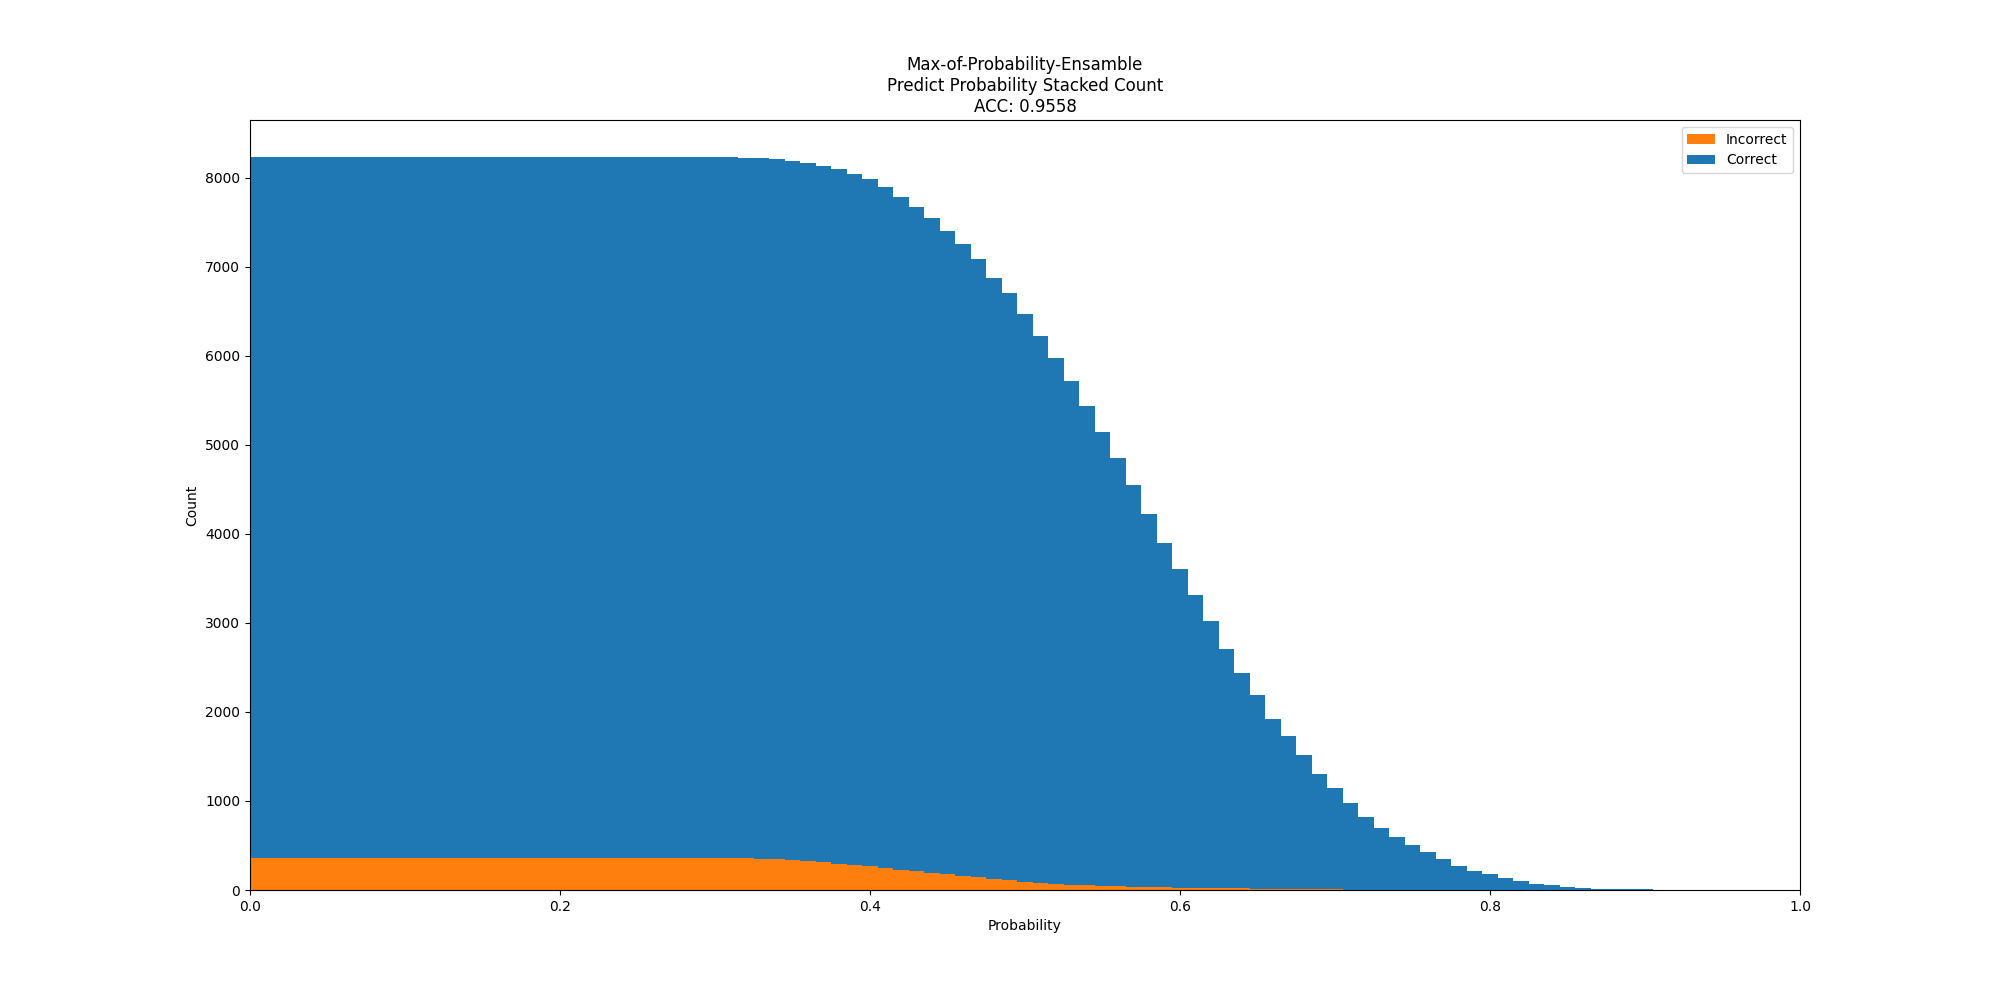 Max-of-Probability-Ensamble
Predict Probability Stacked Count
ACC: 0.9558
Incorrect
Correct
8000
7000
6000
5000
4000
3000
2000
1000
0
Count
0.0 0.2 0.4 0.6 0.8 1.0
Probability